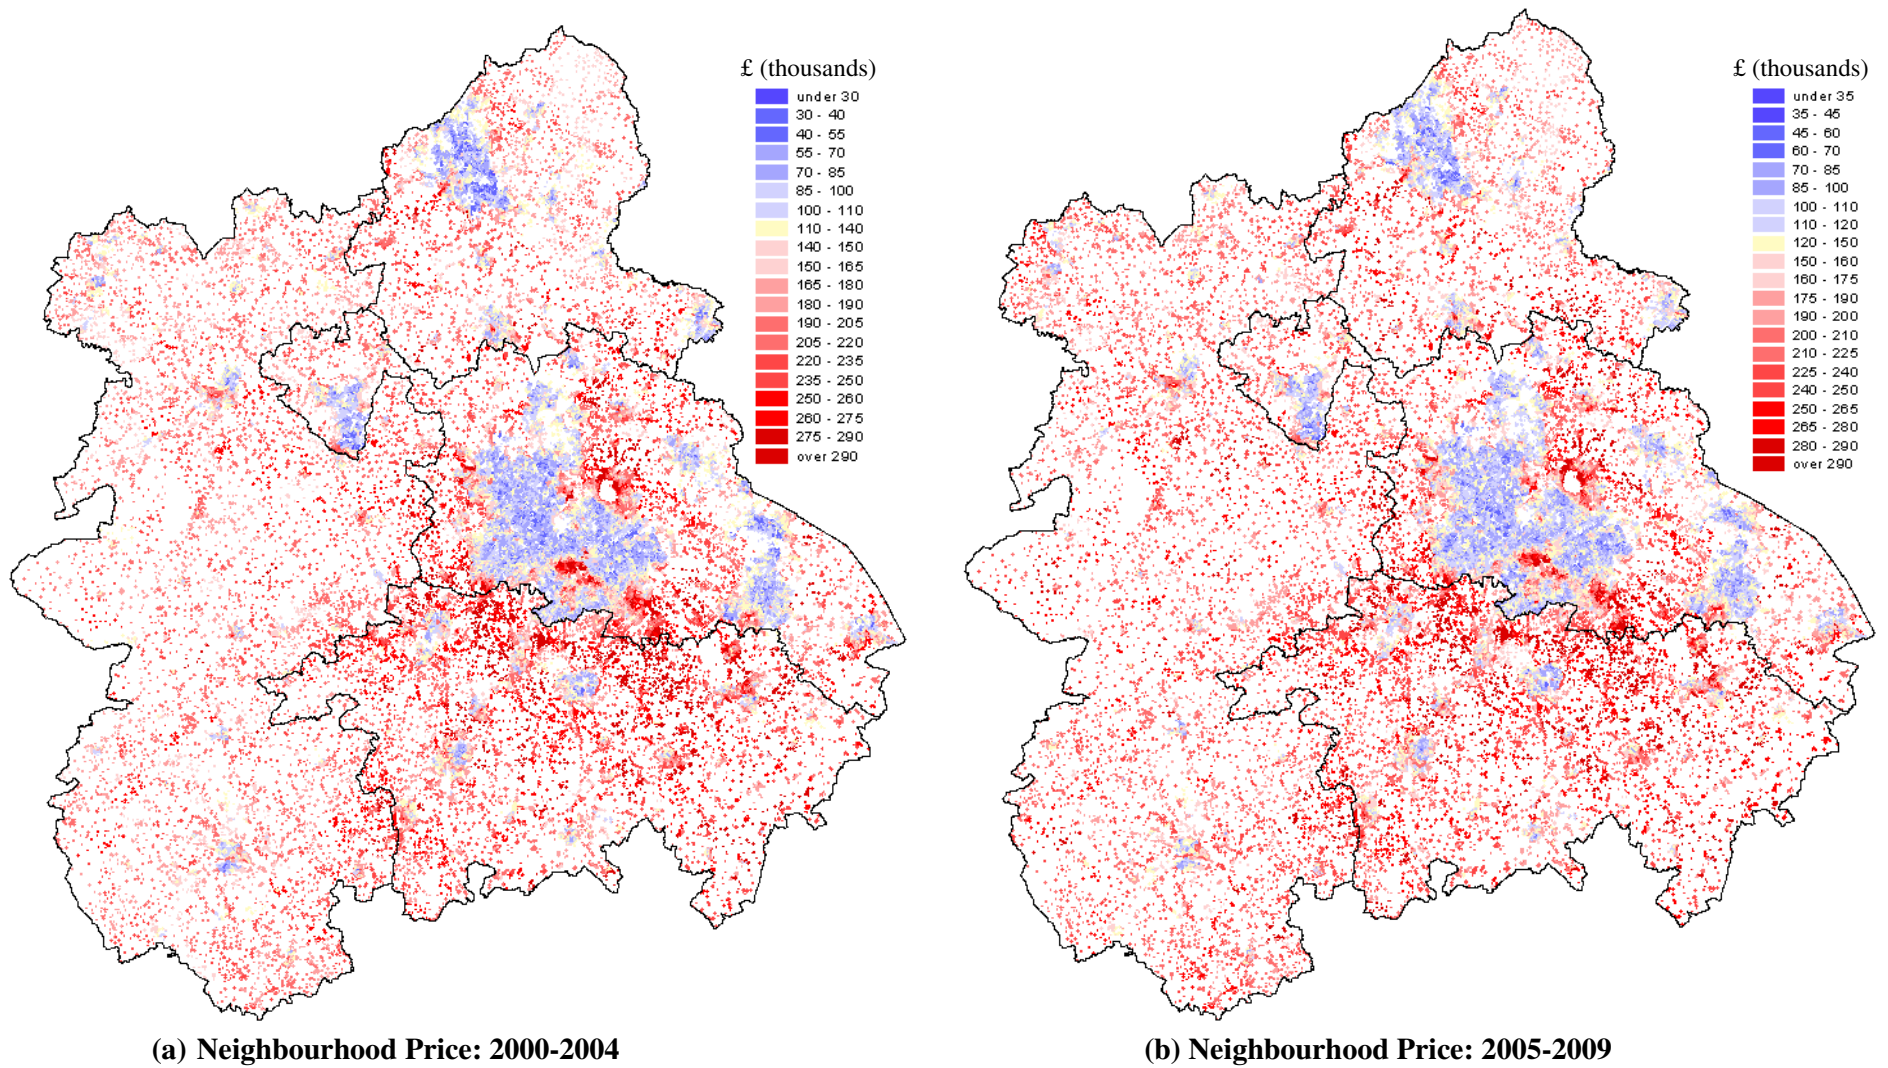 £ (thousands)
under 30
30 - 40
40 - 55
55 - 70
70 - 85
85 - 100
100 - 110
110 - 140
140 - 150
150 - 165
165 - 180
180 - 190
190 - 205
205 - 220
220 - 235
235 - 250
250 - 260
260 - 275
275 - 290
over 290
(a) Neighbourhood Price: 2000-2004
£ (thousands)
under 35
35 - 45
45 - 60
60 - 70
70 - 85
85 - 100
100 - 110
110 - 120
120 - 150
150 - 160
160 - 175
175 - 190
190 - 200
200 - 210
210 - 225
225 - 240
240 - 250
250 - 265
265 - 280
280 - 290
over 290
(b) Neighbourhood Price: 2005-2009